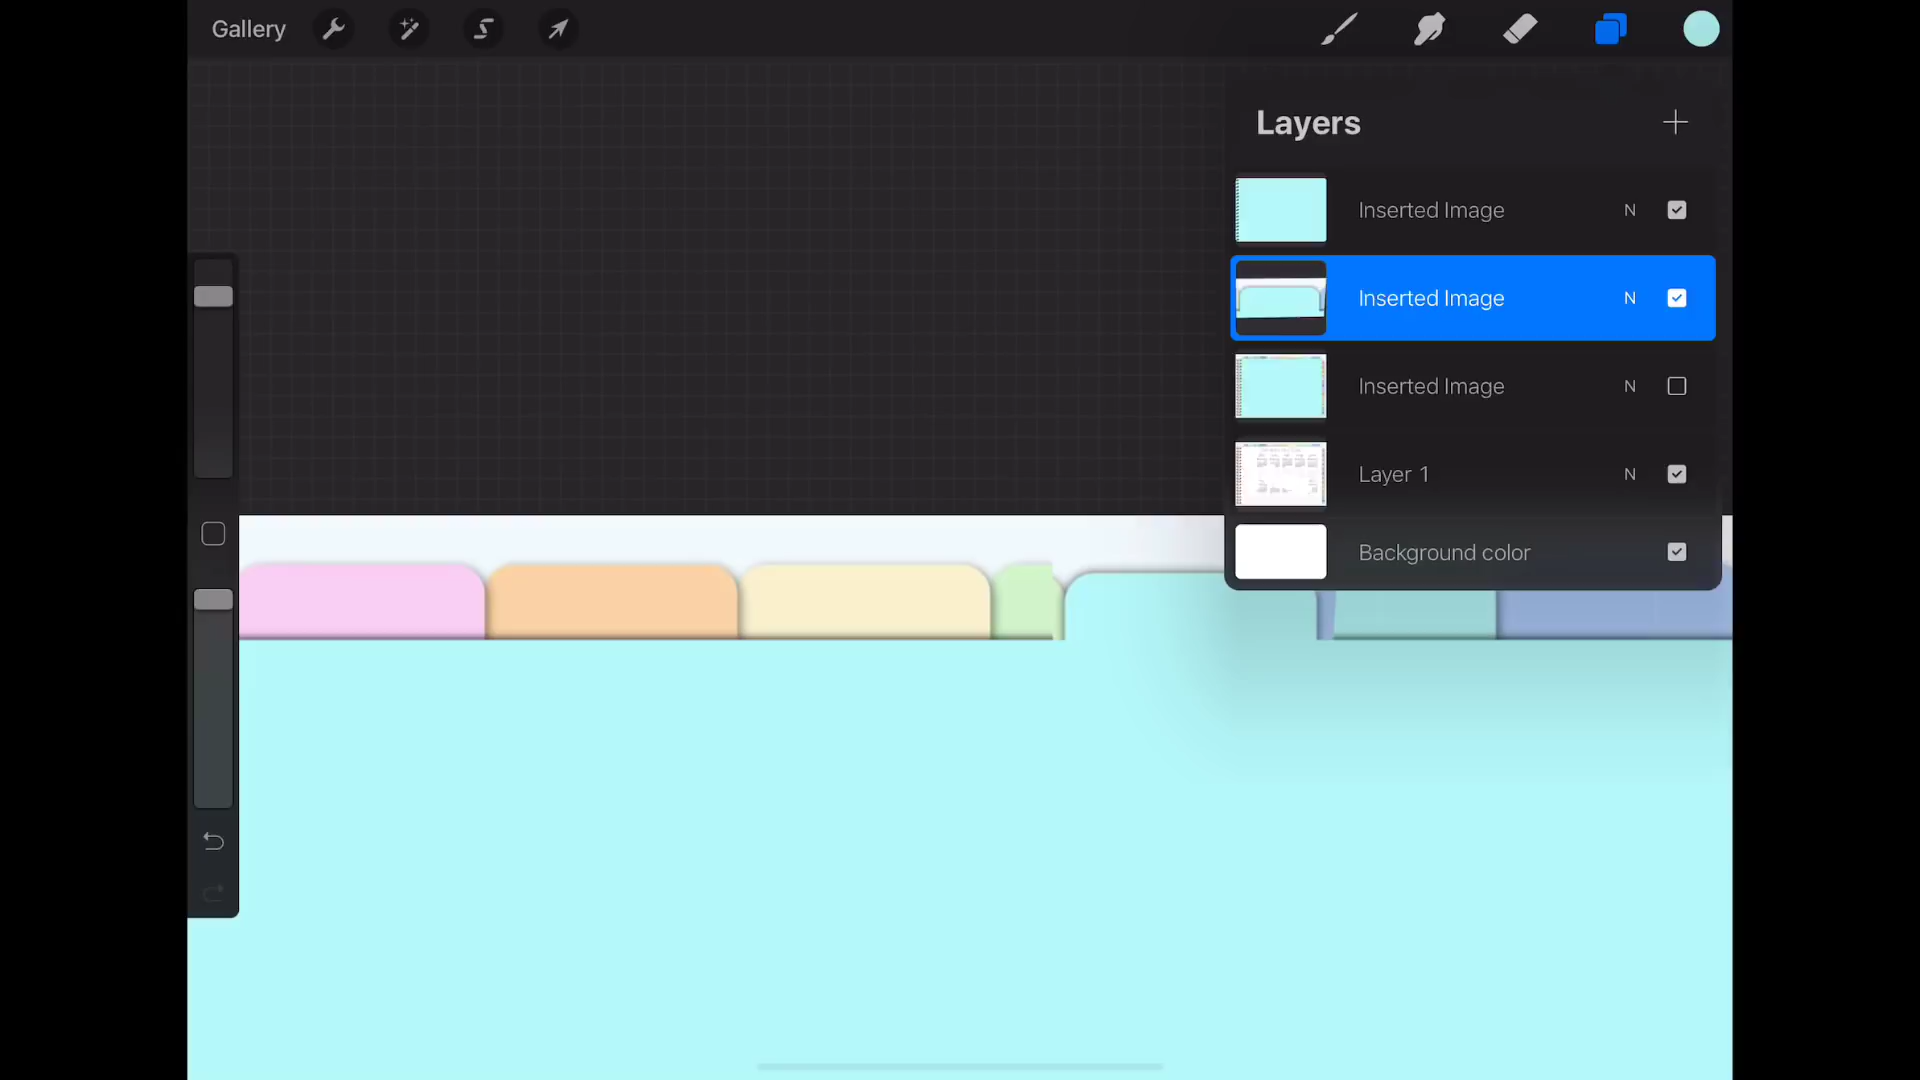 Gallery
Layers
Inserted Image N
Inserted Image N
Inserted Image N
Layer 1 N
Background color